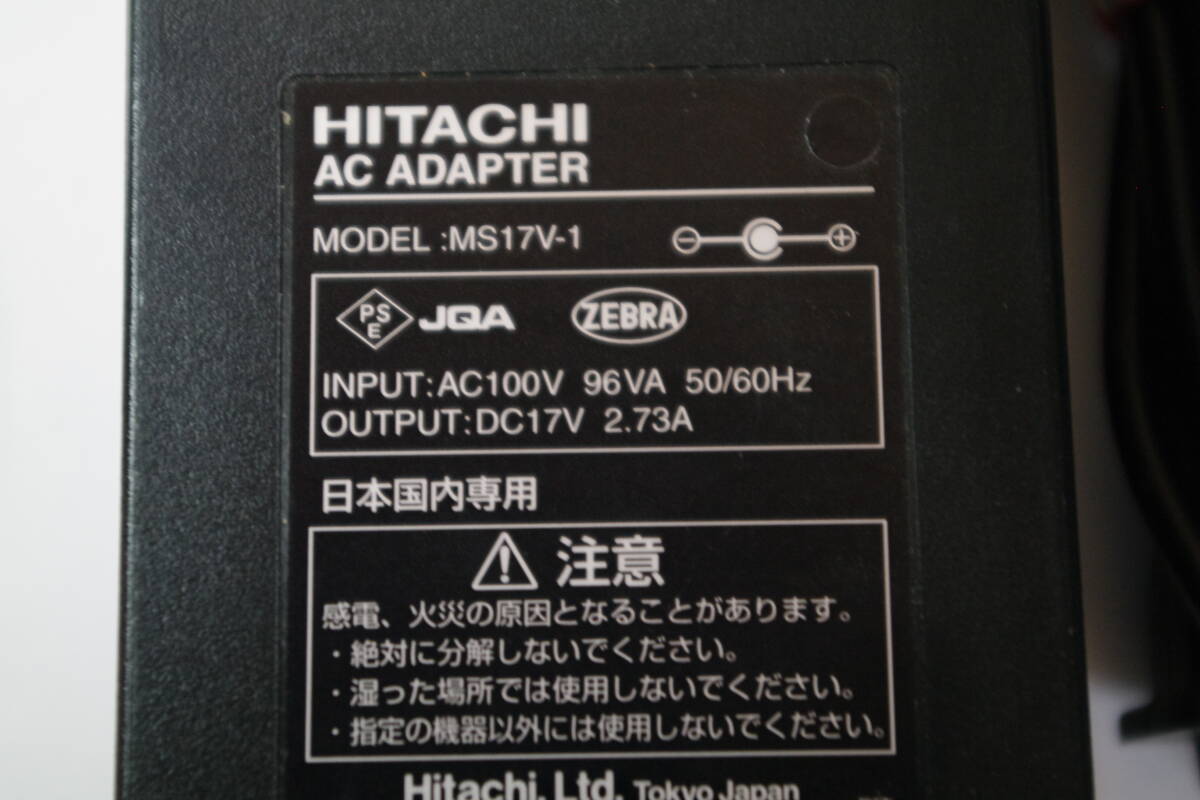 HITACHI
AC ADAPTER
MODEL :MS17V-1
PS
E
JQA ZEBRA
INPUT:AC100V 96VA 50/60Hz
OUTPUT:DC17V 2.73A
日本国内専用
注意
感電、火災の原因となることがあります。
・絶対に分解しないでください。
・湿った場所では使用しないでください。
・指定の機器以外には使用しないでください。
Hitachi, Ltd. Tokyo Japan